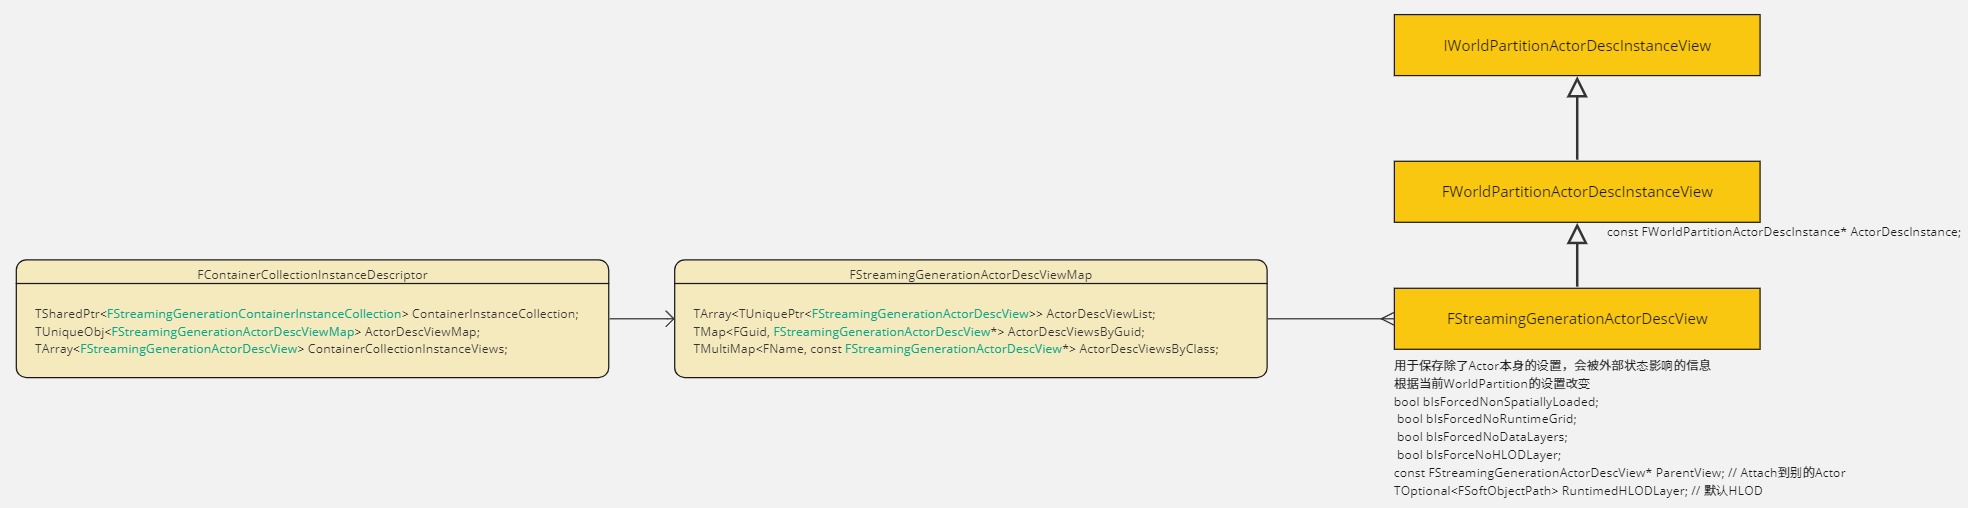 IWorldPartitionActorDescInstanceView
FWorldPartitionActorDescInstanceView
const FWorldPartitionActorDescInstance* ActorDescInstance;
FContainerCollectionInstanceDescriptor
TSharedPtr<FStreamingGenerationContainerInstanceCollection> ContainerInstanceCollection;
TUniqueObj<FStreamingGenerationActorDescViewMap> ActorDescViewMap;
TArray<FStreamingGenerationActorDescView> ContainerCollectionInstanceViews;
FStreamingGenerationActorDescViewMap
TArray<TUniquePtr<FStreamingGenerationActorDescView>> ActorDescViewList;
TMap<FGuid, FStreamingGenerationActorDescView*> ActorDescViewsByGuid;
TMultiMap<FName, const FStreamingGenerationActorDescView*> ActorDescViewsByClass;
FStreamingGenerationActorDescView
用于保存除了Actor本身的设置，会被外部状态影响的信息
根据当前WorldPartition的设置改变
bool bIsForcedNonSpatiallyLoaded;
bool bIsForcedNoRuntimeGrid;
bool bIsForcedNoDataLayers;
bool bIsForceNoHLODLayer;
const FStreamingGenerationActorDescView* ParentView; // Attach到别的Actor
TOptional<FSoftObjectPath> RuntimedHLODLayer; // 默认HLOD